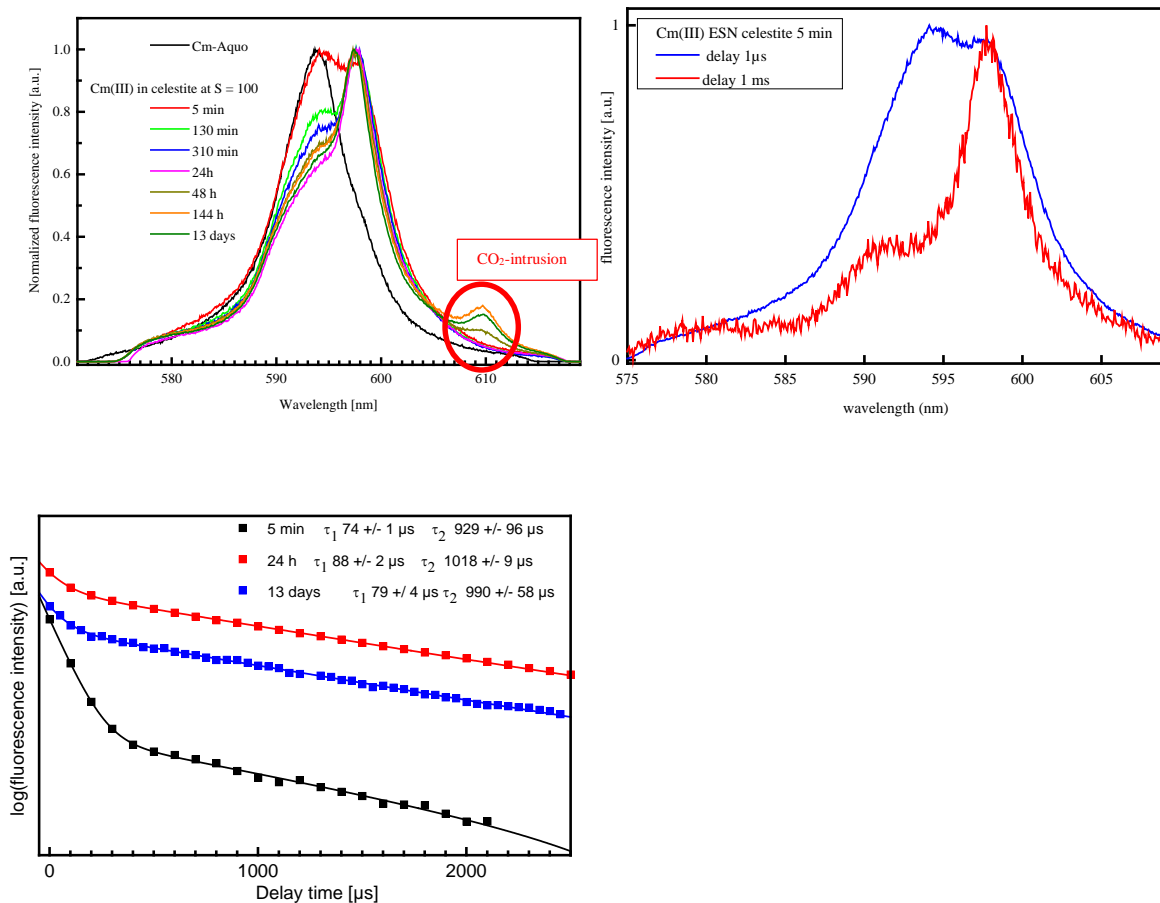 Normalized fluorescence intensity [a.u.]
1.0
0.8
0.6
0.4
0.2
0.0
Cm-Aquo
Cm(III) in celestite at S = 100
5 min
130 min
310 min
24h
48 h
144 h
13 days
CO₂-intrusion
580
590
600
610
Wavelength [nm]
fluorescence intensity [a.u.]
1
0
Cm(III) ESN celestite 5 min
delay 1µs
delay 1 ms
575
580
585
590
595
600
605
wavelength (nm)
log(fluorescence intensity) [a.u.]
5 min τ₁ 74 +/- 1 µs τ₂ 929 +/- 96 µs
24 h τ₁ 88 +/- 2 µs τ₂ 1018 +/- 9 µs
13 days τ₁ 79 +/ 4 µs τ₂ 990 +/- 58 µs
0
1000
2000
Delay time [µs]